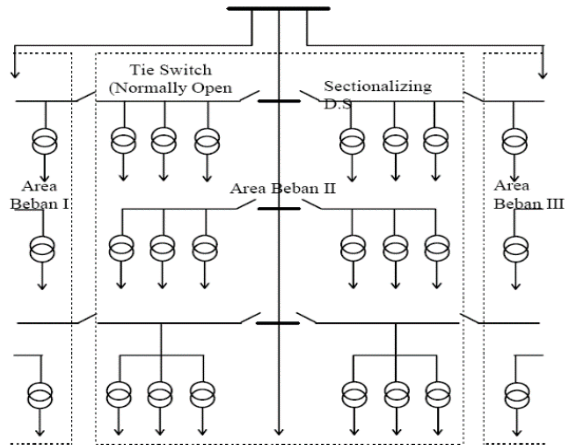 Tie Switch
(Normally Open
Sectionalizing
D.S
Area
Beban I
Area Beban II
Area
Beban III